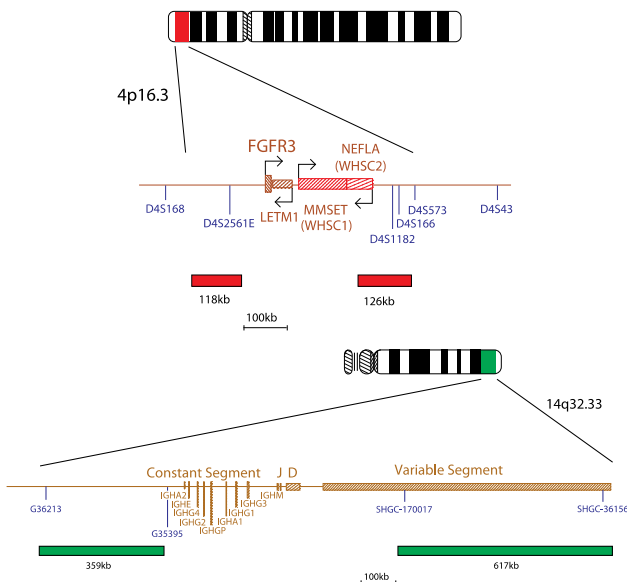 4p16.3
FGFR3
NEFLA
(WHSC2)
LETM1
MMSET
(WHSC1)
D4S168
D4S2561E
D4S1182
D4S166
D4S573
D4S43
118kb
126kb
100kb
14q32.33
Constant Segment
J
D
Variable Segment
G36213
G35395
IGHA2
IGHE
IGHG4
IGHG2
IGHGP
IGHA1
IGHG1
IGHG3
IGHM
SHGC-170017
SHGC-36156
359kb
100kb
617kb